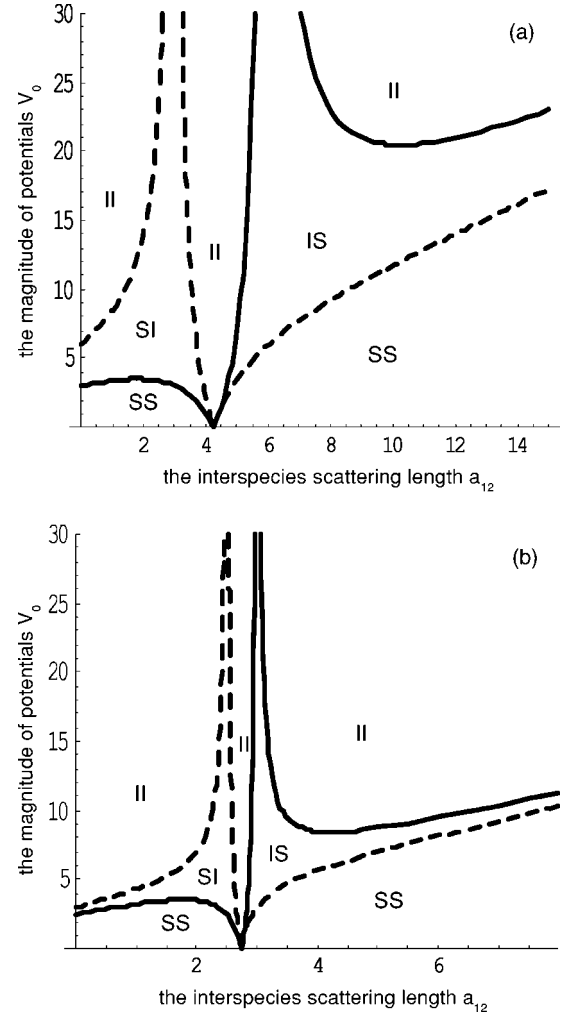 (a)
the magnitude of potentials V₀
30
25
20
15
10
5
II
II
II
SI
IS
SS
SS
2 4 6 8 10 12 14
the interspecies scattering length a₁₂
(b)
the magnitude of potentials V₀
30
25
20
15
10
5
II
II
II
SI
IS
SS
SS
2 4 6
the interspecies scattering length a₁₂